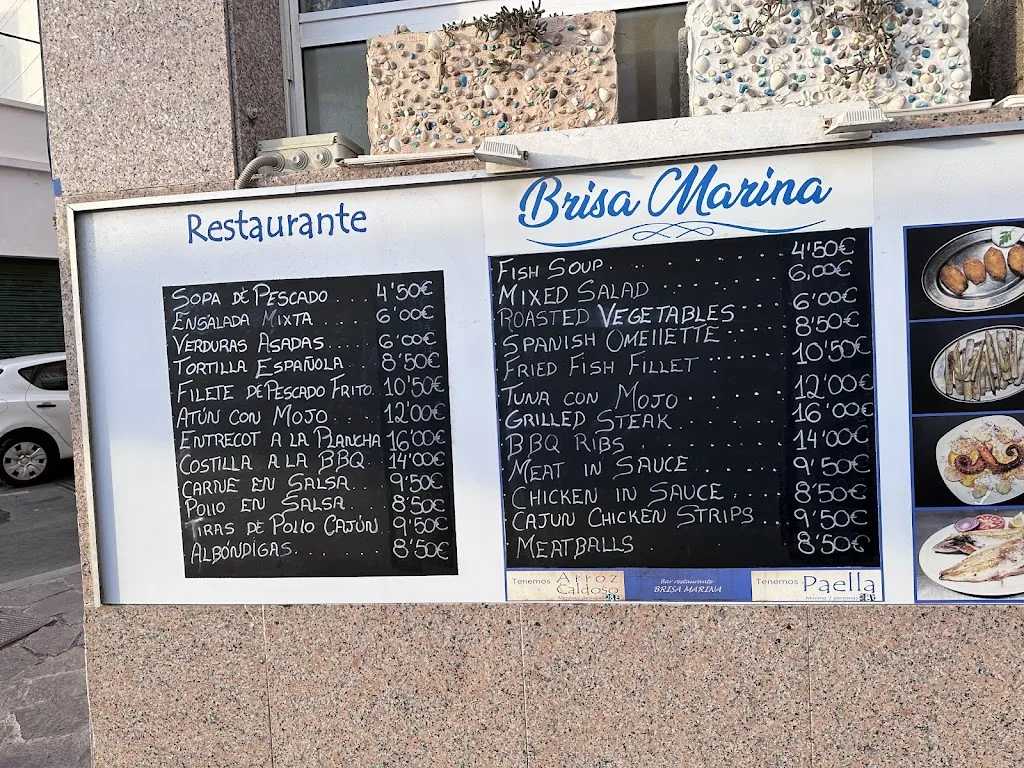 Restaurante
SOPA DE PESCADO ... 4'50€
ENSALADA MIXTA .... 6'00€
VERDURAS ASADAS ... 6'00€
TORTILLA ESPAÑOLA ... 8'50€
FILETE DE PESCADO FRITO. 10'50€
ATÚN CON MOJO .... 12'00€
ENTRECOT A LA PLANCHA 16'00€
COSTILLA A LA BBQ .. 14'00€
CARNE EN SALSA ... 9'50€
POllO EN SALSA .... 8'50€
TIRAS DE POllO CAJÚN. 9'50€
ALBÓNDIGAS ........ 8'50€
Brisa Marina
FISH SOUP ........ 4'50€
MIXED SALAD ...... 6,00€
ROASTED VEGETABLES ..... 6'00€
SPANISH OMEllETTE ..... 8'50€
FRIED FISH FILLET ..... 10'50€
TUNA CON MOJO ..... 12'00€
GRILLED STEAK ..... 16'00€
BBQ RIBS ..... 14'00€
MEAT IN SAUCE ...... 9'50€
CHICKEN IN SAUCE .... 8'50€
CAJUN CHICKEN STRIPS .. 9'50€
MEATBALLS . 8'50€
Tenemos Arroz
Caldoso
Bar restaurante
BRISA MARINA
Tenemos Paella